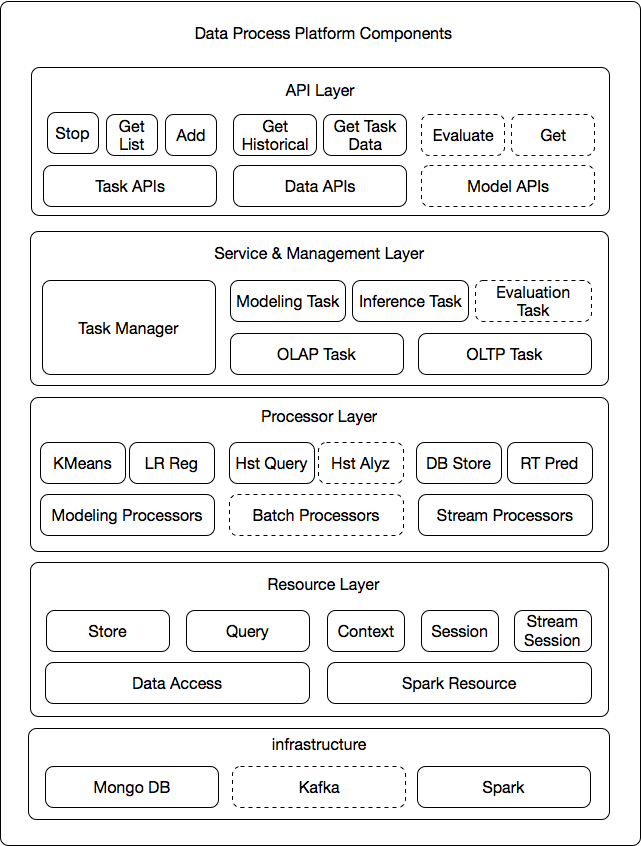 Data Process Platform Components
API Layer
Stop
Get
List
Add
Get
Historical
Get Task
Data
Evaluate
Get
Task APIs
Data APIs
Model APIs
Service & Management Layer
Task Manager
Modeling Task
Inference Task
Evaluation
Task
OLAP Task
OLTP Task
Processor Layer
KMeans
LR Reg
Hst Query
Hst Alyz
DB Store
RT Pred
Modeling Processors
Batch Processors
Stream Processors
Resource Layer
Store
Query
Context
Session
Stream
Session
Data Access
Spark Resource
infrastructure
Mongo DB
Kafka
Spark